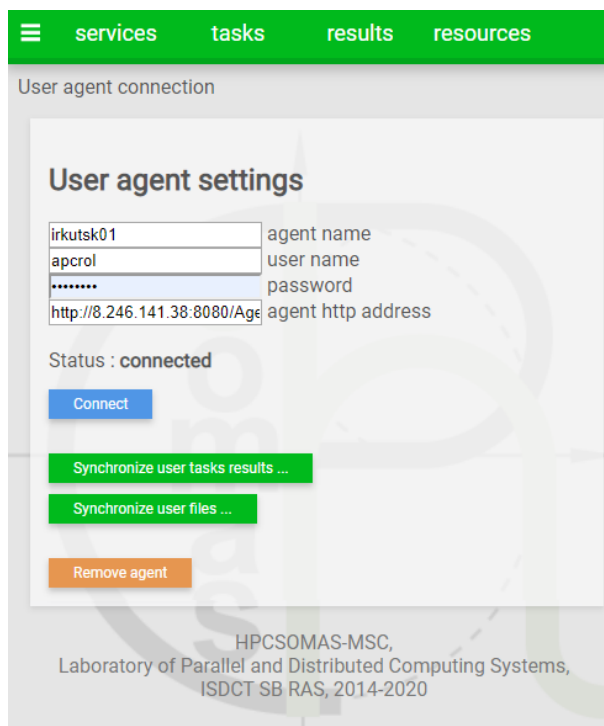 services tasks results resources
User agent connection
User agent settings
irkutsk01 agent name
apcrol user name
•••••••• password
http://8.246.141.38:8080/Age agent http address
Status : connected
Connect
Synchronize user tasks results ...
Synchronize user files ...
Remove agent
omas
HPCSOMAS-MSC,
Laboratory of Parallel and Distributed Computing Systems,
ISDCT SB RAS, 2014-2020